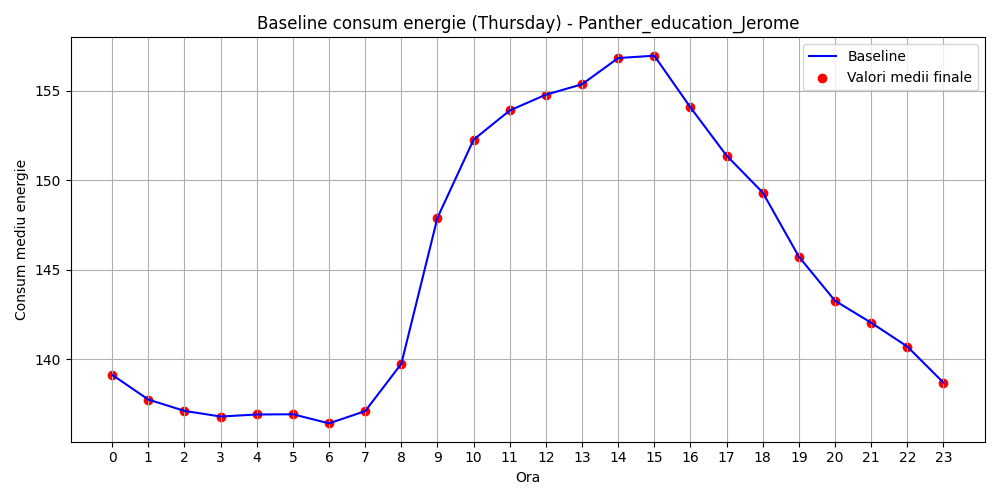 Baseline consum energie (Thursday) - Panther_education_Jerome
Baseline
Valori medii finale
Consum mediu energie
155
150
145
140
0 1 2 3 4 5 6 7 8 9 10 11 12 13 14 15 16 17 18 19 20 21 22 23
Ora